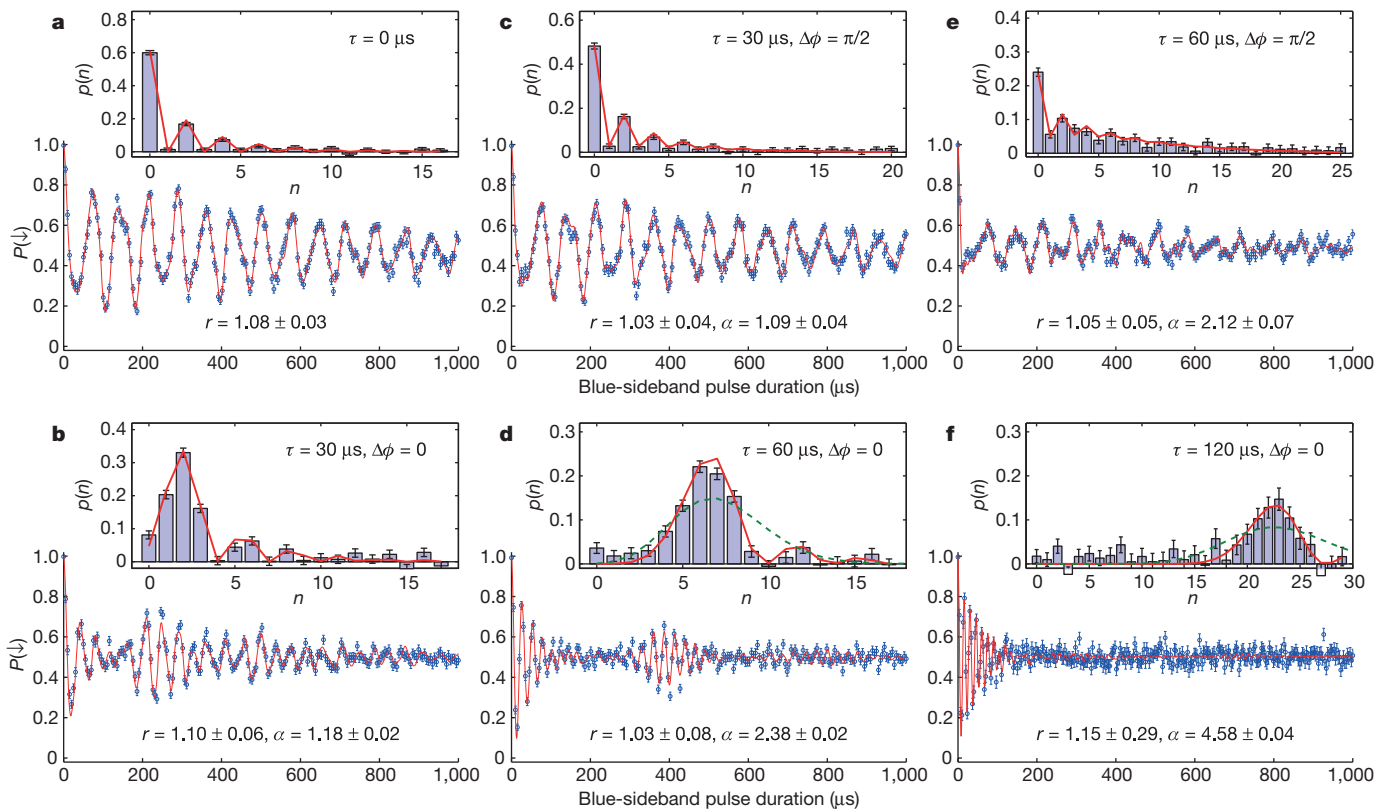 a
τ = 0 μs
p(n)
0.8
0.6
0.4
0.2
0
0 5 10 15
n
P(↓)
1.0
0.8
0.6
0.4
0.2
0
r = 1.08 ± 0.03
0 200 400 600 800 1,000
c
τ = 30 μs, Δϕ = π/2
p(n)
0.6
0.4
0.2
0
0 5 10 15 20
n
1.0
0.8
0.6
0.4
0.2
0
r = 1.03 ± 0.04, α = 1.09 ± 0.04
0 200 400 600 800 1,000
Blue-sideband pulse duration (μs)
e
τ = 60 μs, Δϕ = π/2
p(n)
0.4
0.3
0.2
0.1
0
0 5 10 15 20 25
n
1.0
0.8
0.6
0.4
0.2
0
r = 1.05 ± 0.05, α = 2.12 ± 0.07
0 200 400 600 800 1,000
b
τ = 30 μs, Δϕ = 0
p(n)
0.4
0.3
0.2
0.1
0
0 5 10 15
n
P(↓)
1.0
0.8
0.6
0.4
0.2
0
r = 1.10 ± 0.06, α = 1.18 ± 0.02
0 200 400 600 800 1,000
d
τ = 60 μs, Δϕ = 0
p(n)
0.3
0.2
0.1
0
0 5 10 15
n
1.0
0.8
0.6
0.4
0.2
0
r = 1.03 ± 0.08, α = 2.38 ± 0.02
0 200 400 600 800 1,000
Blue-sideband pulse duration (μs)
f
τ = 120 μs, Δϕ = 0
p(n)
0.3
0.2
0.1
0
0 5 10 15 20 25 30
n
1.0
0.8
0.6
0.4
0.2
0
r = 1.15 ± 0.29, α = 4.58 ± 0.04
0 200 400 600 800 1,000